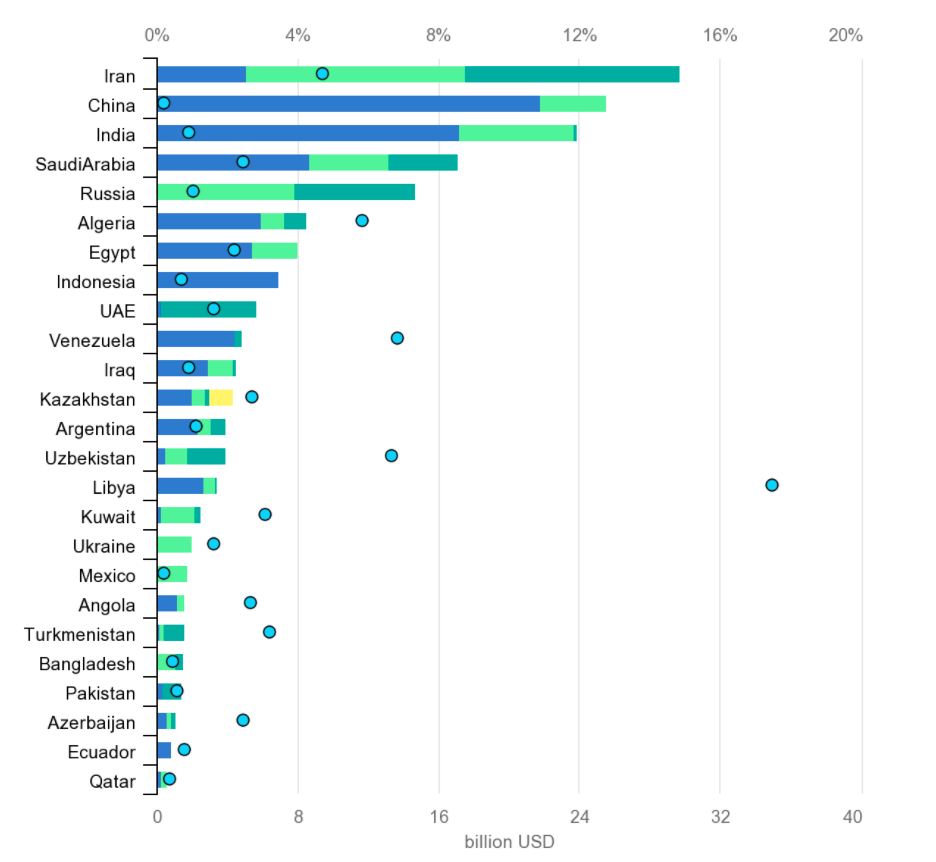 0% 4% 8% 12% 16% 20%
Iran
China
India
SaudiArabia
Russia
Algeria
Egypt
Indonesia
UAE
Venezuela
Iraq
Kazakhstan
Argentina
Uzbekistan
Libya
Kuwait
Ukraine
Mexico
Angola
Turkmenistan
Bangladesh
Pakistan
Azerbaijan
Ecuador
Qatar
0 8 16 24 32 40
billion USD